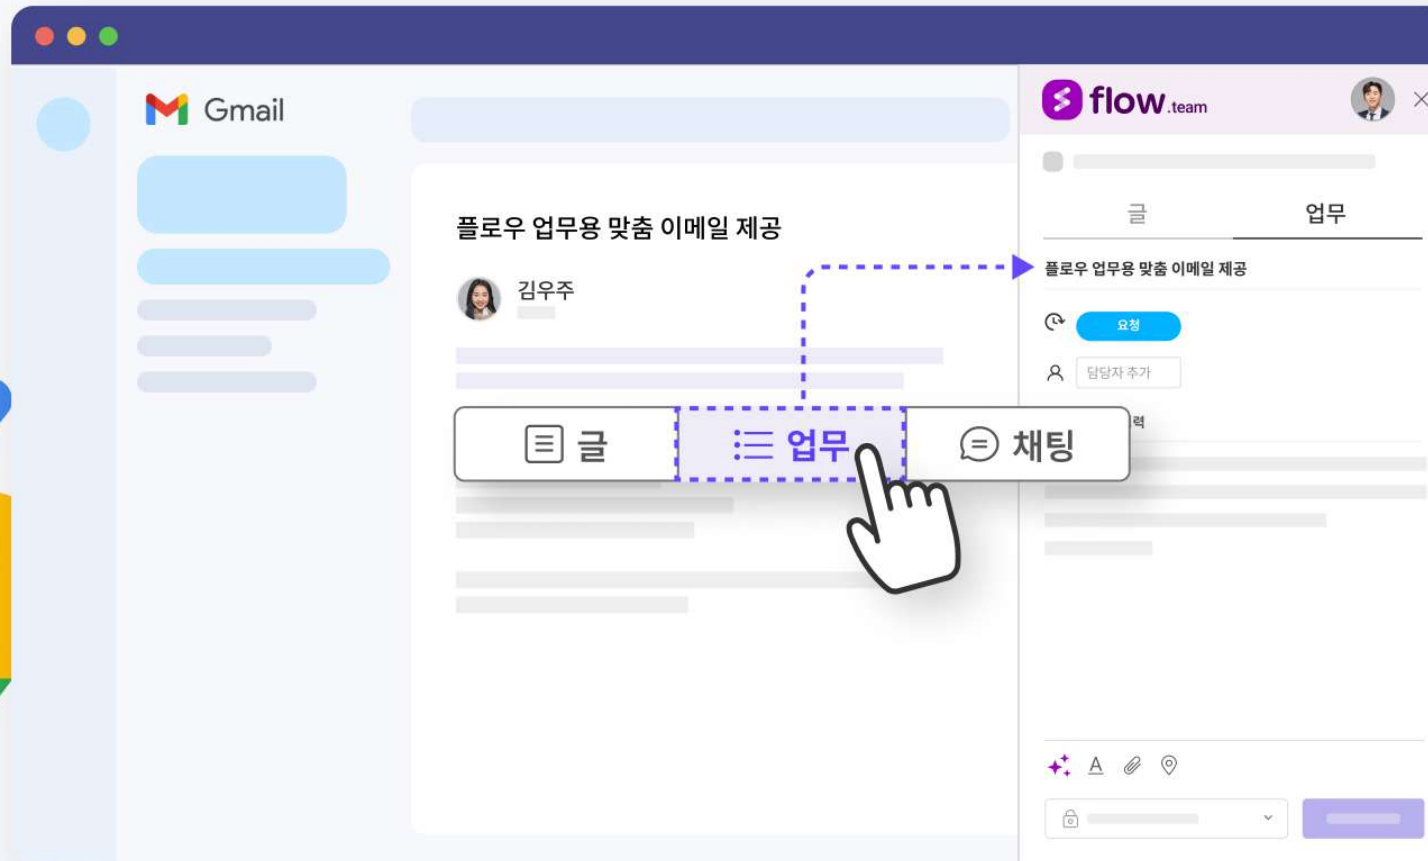 Gmail
플로우 업무용 맞춤 이메일 제공
김우주
글
업무
채팅
flow.team
글
업무
플로우 업무용 맞춤 이메일 제공
요청
담당자 추가
력